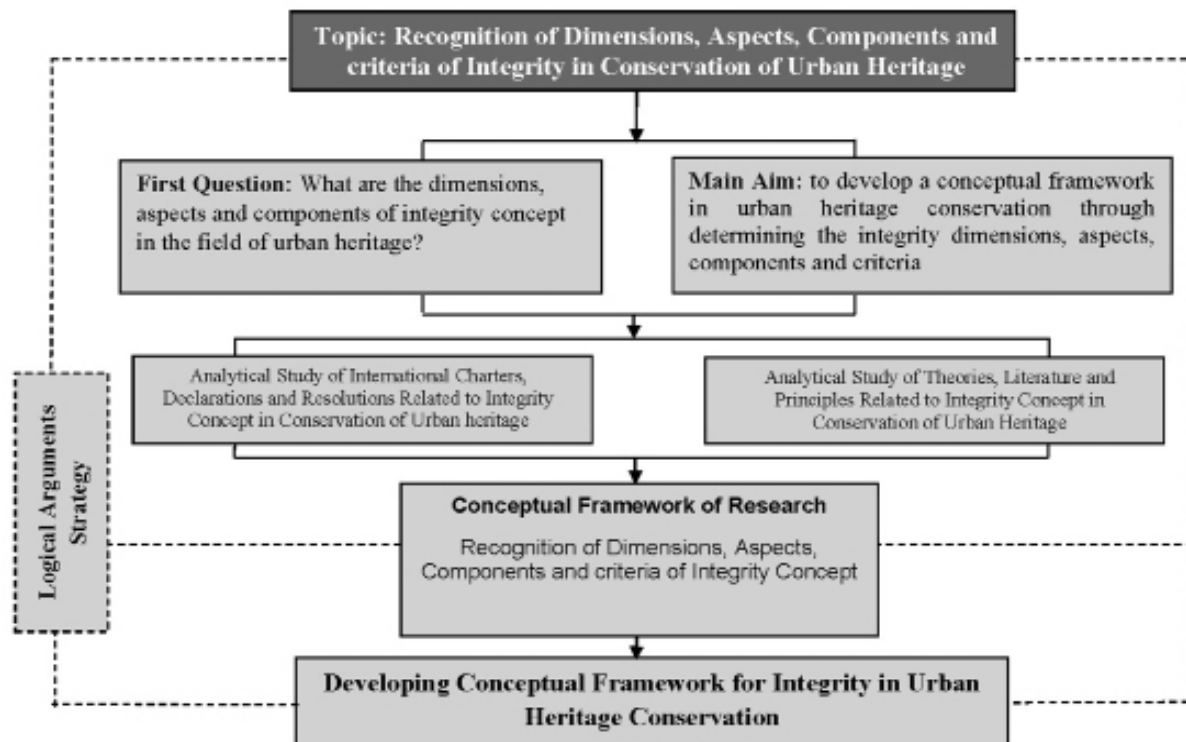 Topic: Recognition of Dimensions, Aspects, Components and
criteria of Integrity in Conservation of Urban Heritage
First Question: What are the dimensions,
aspects and components of integrity concept
in the field of urban heritage?
Main Aim: to develop a conceptual framework
in urban heritage conservation through
determining the integrity dimensions, aspects,
components and criteria
Analytical Study of International Charters,
Declarations and Resolutions Related to Integrity
Concept in Conservation of Urban heritage
Analytical Study of Theories, Literature and
Principles Related to Integrity Concept in
Conservation of Urban Heritage
Logical Arguments
Strategy
Conceptual Framework of Research
Recognition of Dimensions, Aspects,
Components and criteria of Integrity Concept
Developing Conceptual Framework for Integrity in Urban
Heritage Conservation